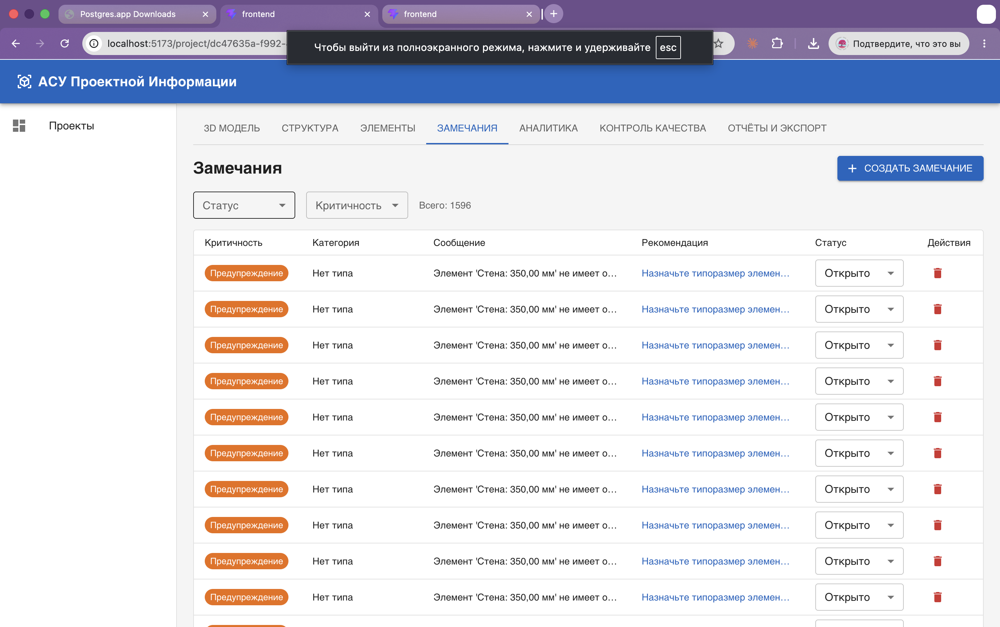 Postgres.app Downloads
frontend
frontend
localhost:5173/project/dc47635a-f992-
Чтобы выйти из полноэкранного режима, нажмите и удерживайте esc
Подтвердите, что это вы
АСУ Проектной Информации
Проекты
3D МОДЕЛЬ СТРУКТУРА ЭЛЕМЕНТЫ ЗАМЕЧАНИЯ АНАЛИТИКА КОНТРОЛЬ КАЧЕСТВА ОТЧЁТЫ И ЭКСПОРТ
Замечания
+ СОЗДАТЬ ЗАМЕЧАНИЕ
Статус Критичность Всего: 1596
Критичность Категория Сообщение Рекомендация Статус Действия
Предупреждение Нет типа Элемент 'Стена: 350,00 мм' не имеет о... Назначьте типоразмер элемен... Открыто
Предупреждение Нет типа Элемент 'Стена: 350,00 мм' не имеет о... Назначьте типоразмер элемен... Открыто
Предупреждение Нет типа Элемент 'Стена: 350,00 мм' не имеет о... Назначьте типоразмер элемен... Открыто
Предупреждение Нет типа Элемент 'Стена: 350,00 мм' не имеет о... Назначьте типоразмер элемен... Открыто
Предупреждение Нет типа Элемент 'Стена: 350,00 мм' не имеет о... Назначьте типоразмер элемен... Открыто
Предупреждение Нет типа Элемент 'Стена: 350,00 мм' не имеет о... Назначьте типоразмер элемен... Открыто
Предупреждение Нет типа Элемент 'Стена: 350,00 мм' не имеет о... Назначьте типоразмер элемен... Открыто
Предупреждение Нет типа Элемент 'Стена: 350,00 мм' не имеет о... Назначьте типоразмер элемен... Открыто
Предупреждение Нет типа Элемент 'Стена: 350,00 мм' не имеет о... Назначьте типоразмер элемен... Открыто
Предупреждение Нет типа Элемент 'Стена: 350,00 мм' не имеет о... Назначьте типоразмер элемен... Открыто